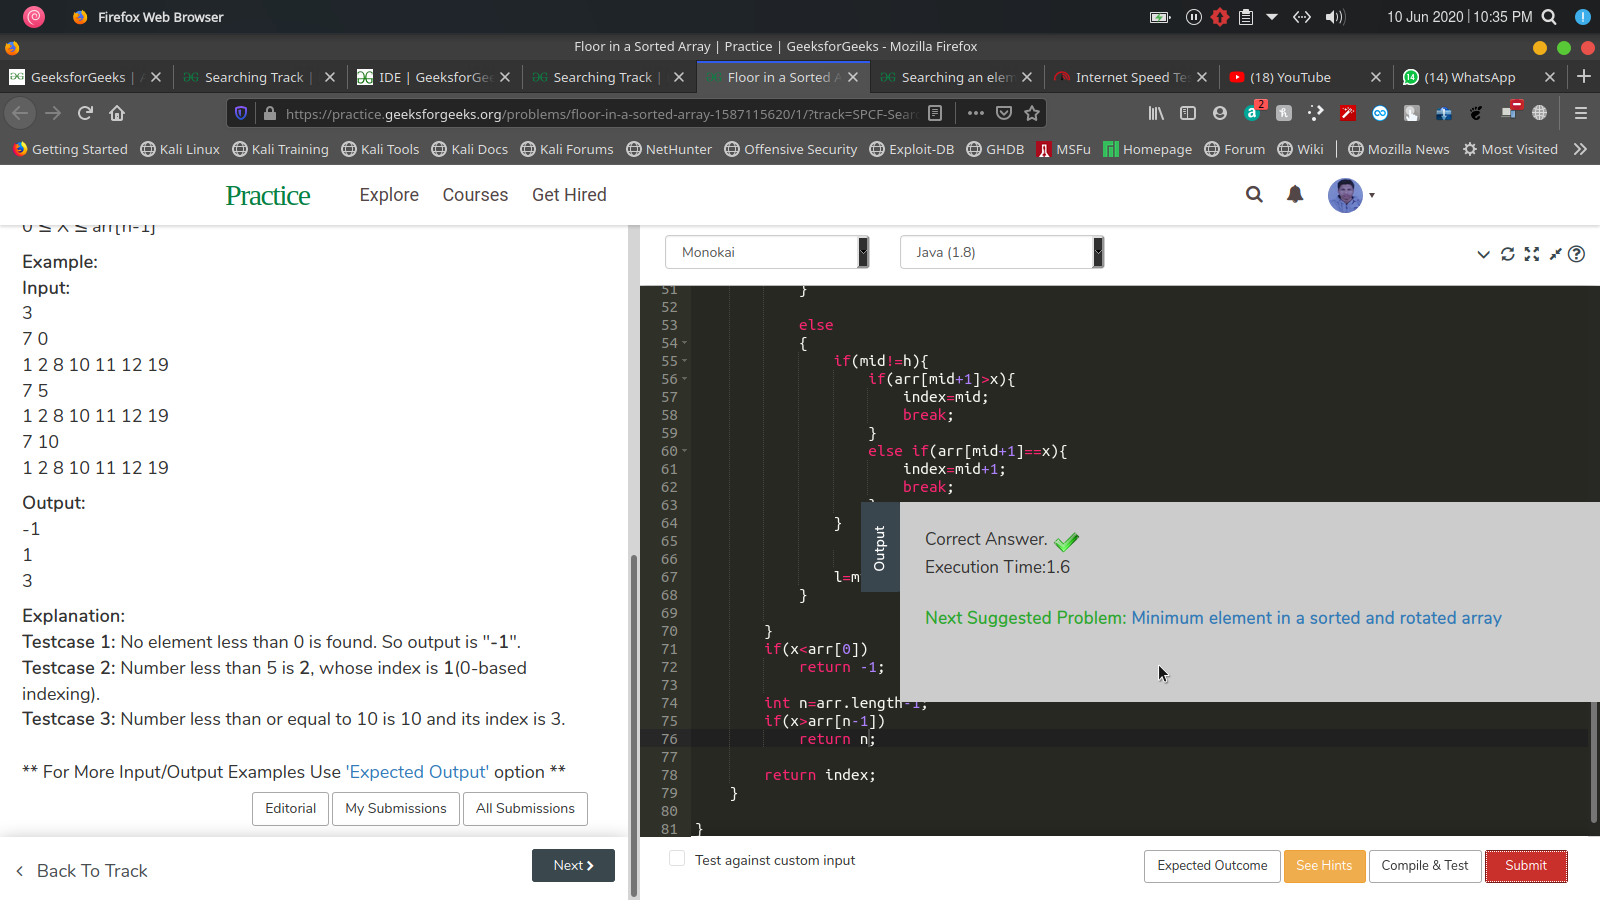 Firefox Web Browser
10 Jun 2020 | 10:35 PM
Floor in a Sorted Array | Practice | GeeksforGeeks - Mozilla Firefox
GeeksforGeeks |
Searching Track |
IDE | GeeksforGe
Searching Track |
Floor in a Sorted A
Searching an elem
Internet Speed Te
(18) YouTube
(14) WhatsApp
https://practice.geeksforgeeks.org/problems/floor-in-a-sorted-array-1587115620/1/?track=SPCF-Sear
2
Getting Started
Kali Linux
Kali Training
Kali Tools
Kali Docs
Kali Forums
NetHunter
Offensive Security
Exploit-DB
GHDB
MSFu
Homepage
Forum
Wiki
Mozilla News
Most Visited
Practice
Explore
Courses
Get Hired
0 ≤ X ≤ arr[n-1]
Example:
Input:
3
7 0
1 2 8 10 11 12 19
7 5
1 2 8 10 11 12 19
7 10
1 2 8 10 11 12 19
Output:
-1
1
3
Explanation:
Testcase 1: No element less than 0 is found. So output is "-1".
Testcase 2: Number less than 5 is 2, whose index is 1(0-based
indexing).
Testcase 3: Number less than or equal to 10 is 10 and its index is 3.
** For More Input/Output Examples Use 'Expected Output' option **
Editorial
My Submissions
All Submissions
Back To Track
Next
Monokai
Java (1.8)
51 }
52
53 else
54 {
55 if(mid!=h){
56 if(arr[mid+1]>x){
57 index=mid;
58 break;
59 }
60 else if(arr[mid+1]==x){
61 index=mid+1;
62 break;
63
64 }
65
66
67 l=m
68 }
69
70 }
71 if(x<arr[0])
72 return -1;
73
74 int n=arr.length-1;
75 if(x>arr[n-1])
76 return n;
77
78 return index;
79 }
80
81 }
Output
Correct Answer.
Execution Time:1.6
Next Suggested Problem: Minimum element in a sorted and rotated array
Test against custom input
Expected Outcome
See Hints
Compile & Test
Submit